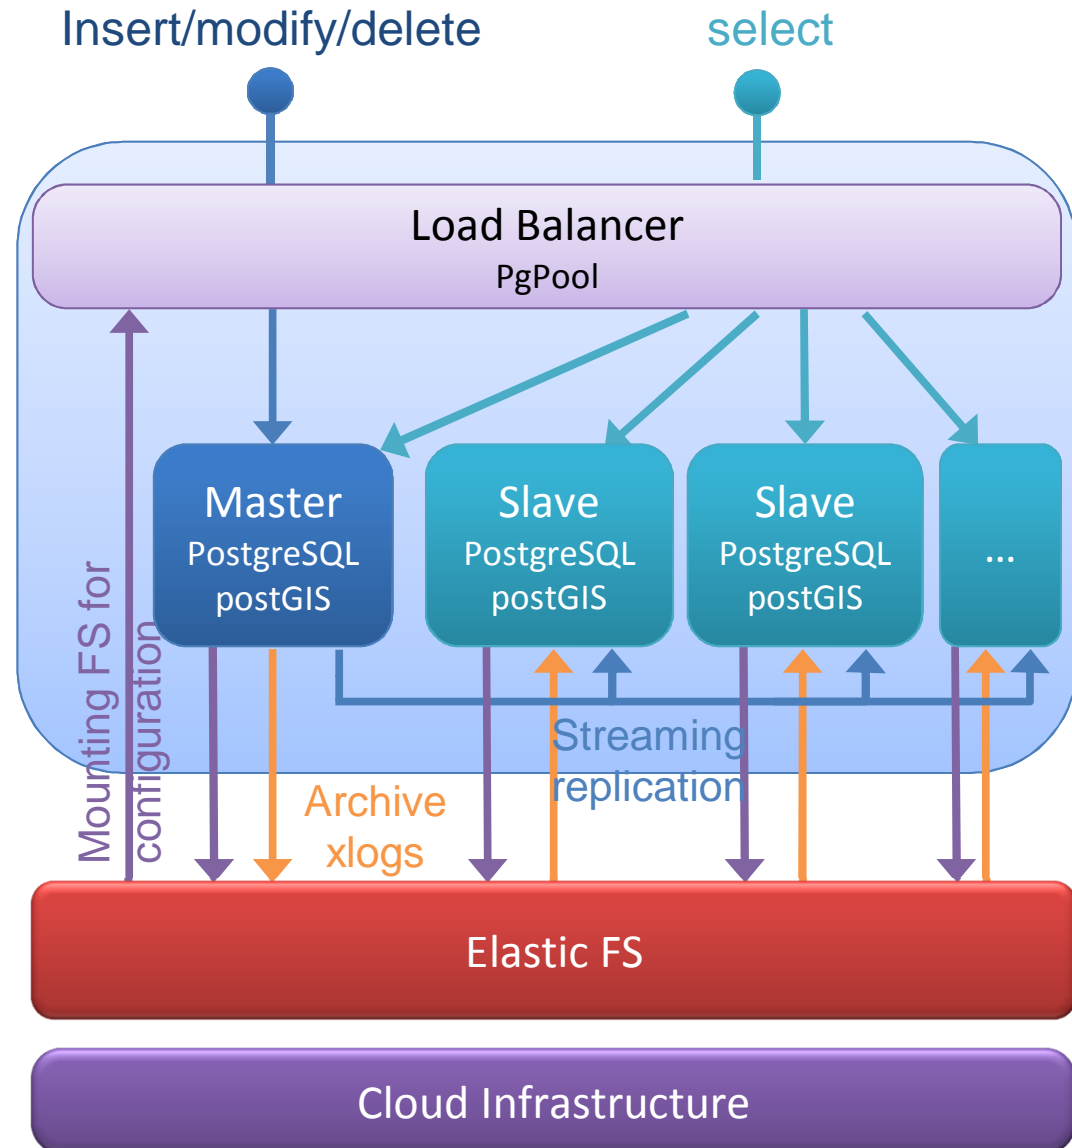 Insert/modify/delete
select
Load Balancer
PgPool
Master
PostgreSQL
postGIS
Slave
PostgreSQL
postGIS
Slave
PostgreSQL
postGIS
...
Mounting FS for
configuration
Streaming
replication
Archive
xlogs
Elastic FS
Cloud Infrastructure